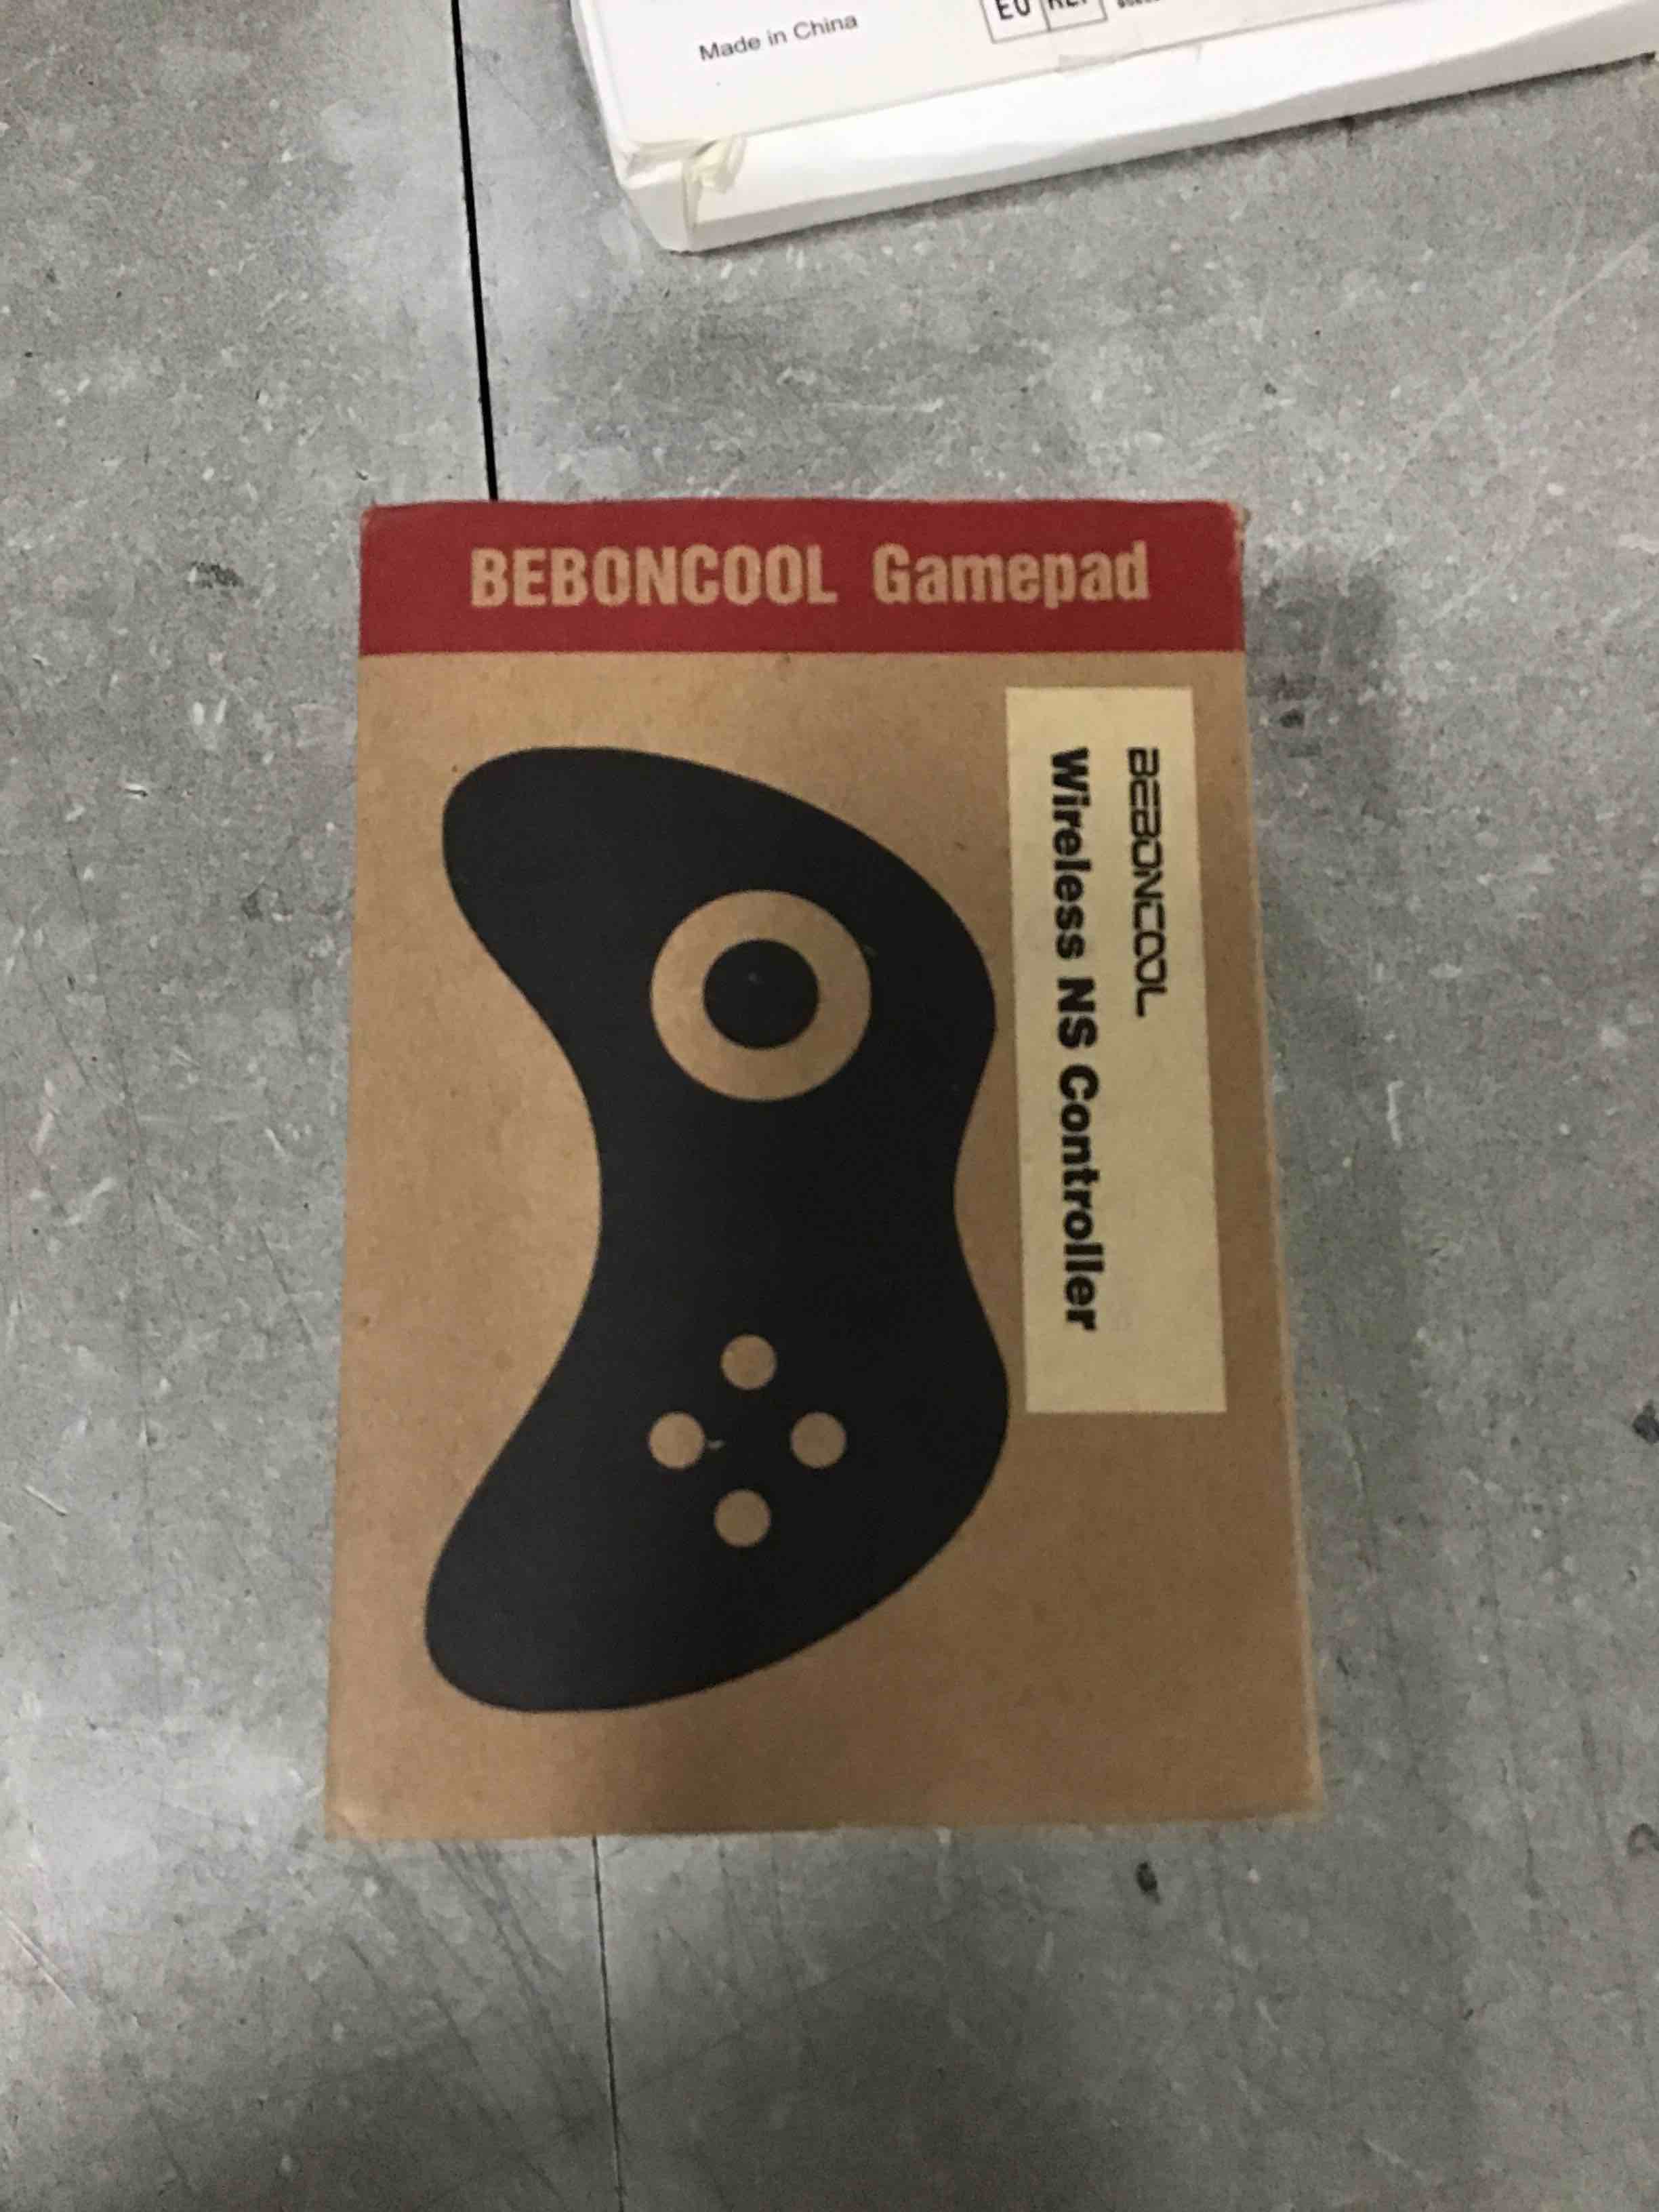 Made in China
EU
BEBONCOOL Gamepad
BEBONCOOL
Wireless NS Controller